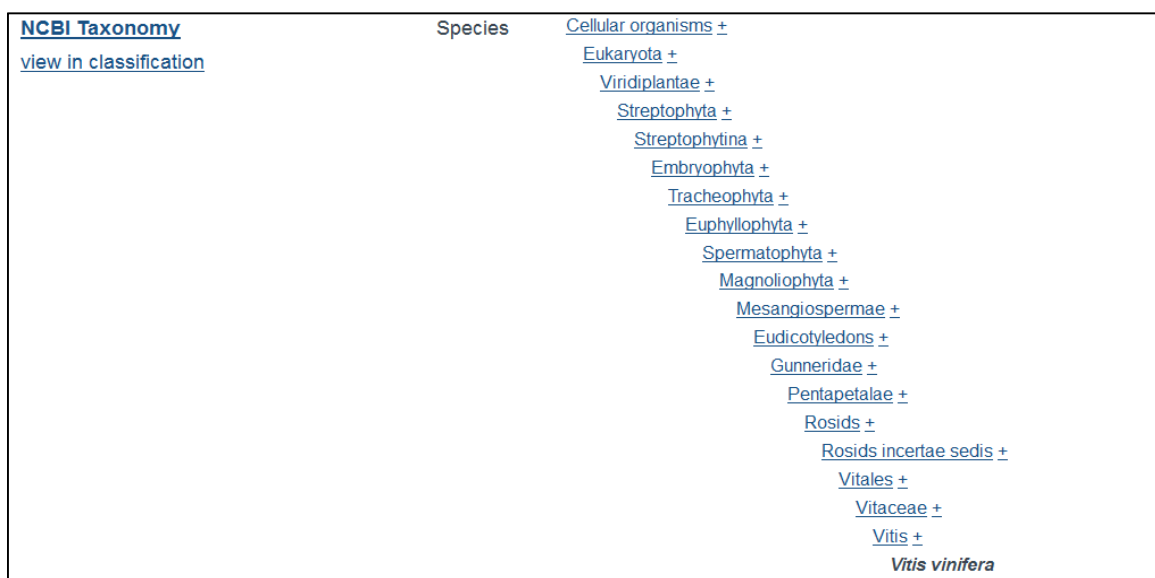 NCBI Taxonomy Species Cellular organisms +
view in classification
Eukaryota +
Viridiplantae +
Streptophyta +
Streptophytina +
Embryophyta +
Tracheophyta +
Euphyllophyta +
Spermatophyta +
Magnoliophyta +
Mesangiospermae +
Eudicotyledons +
Gunneridae +
Pentapetalae +
Rosids +
Rosids incertae sedis +
Vitales +
Vitaceae +
Vitis +
Vitis vinifera